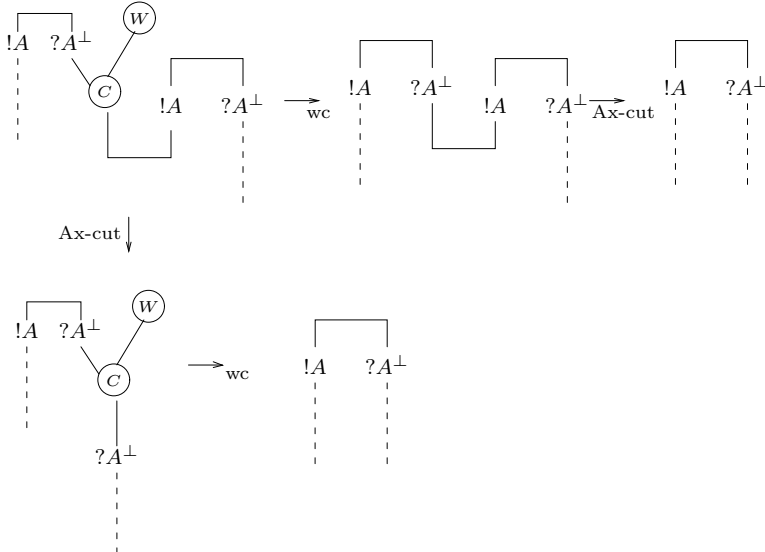 W
!A ?A⊥
C
!A ?A⊥ wc !A ?A⊥ !A ?A⊥ Ax-cut !A ?A⊥
Ax-cut
W
!A ?A⊥
C
wc !A ?A⊥
?A⊥